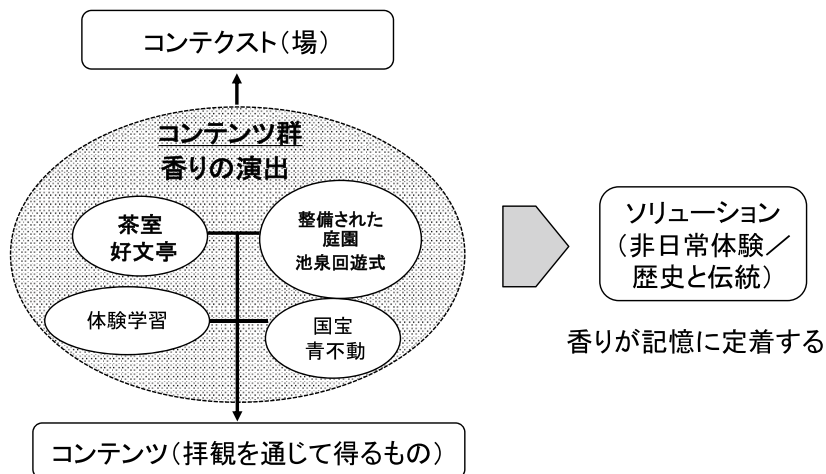 コンテクスト（場）
コンテンツ群
香りの演出
茶室
好文亭
整備された
庭園
池泉回遊式
体験学習
国宝
青不動
コンテンツ（拝観を通じて得るもの）
ソリューション
（非日常体験／
歴史と伝統）
香りが記憶に定着する